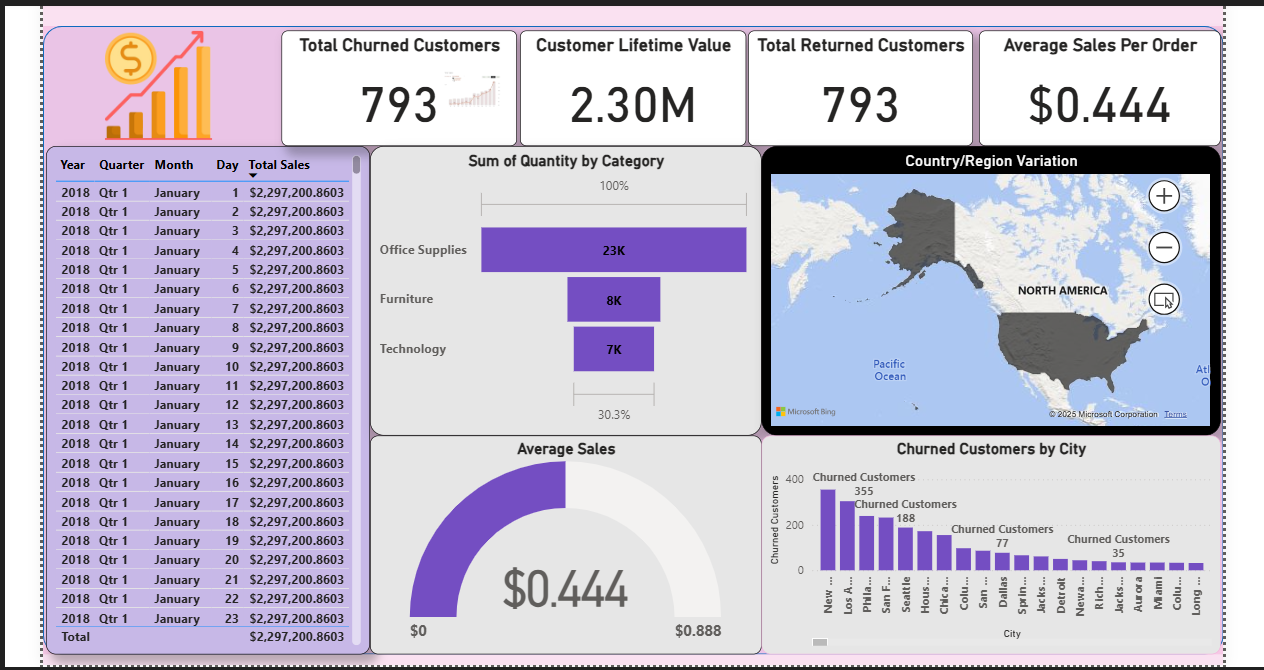 Total Churned Customers
793
Customer Lifetime Value
2.30M
Total Returned Customers
793
Average Sales Per Order
$0.444
$
Year Quarter Month Day Total Sales
2018 Qtr 1 January 1 $2,297,200.8603
2018 Qtr 1 January 2 $2,297,200.8603
2018 Qtr 1 January 3 $2,297,200.8603
2018 Qtr 1 January 4 $2,297,200.8603
2018 Qtr 1 January 5 $2,297,200.8603
2018 Qtr 1 January 6 $2,297,200.8603
2018 Qtr 1 January 7 $2,297,200.8603
2018 Qtr 1 January 8 $2,297,200.8603
2018 Qtr 1 January 9 $2,297,200.8603
2018 Qtr 1 January 10 $2,297,200.8603
2018 Qtr 1 January 11 $2,297,200.8603
2018 Qtr 1 January 12 $2,297,200.8603
2018 Qtr 1 January 13 $2,297,200.8603
2018 Qtr 1 January 14 $2,297,200.8603
2018 Qtr 1 January 15 $2,297,200.8603
2018 Qtr 1 January 16 $2,297,200.8603
2018 Qtr 1 January 17 $2,297,200.8603
2018 Qtr 1 January 18 $2,297,200.8603
2018 Qtr 1 January 19 $2,297,200.8603
2018 Qtr 1 January 20 $2,297,200.8603
2018 Qtr 1 January 21 $2,297,200.8603
2018 Qtr 1 January 22 $2,297,200.8603
2018 Qtr 1 January 23 $2,297,200.8603
Total $2,297,200.8603
Sum of Quantity by Category
100%
Office Supplies 23K
Furniture 8K
Technology 7K
30.3%
Country/Region Variation
NORTH AMERICA
Pacific
Ocean
Atl
O
Microsoft Bing
© 2025 Microsoft Corporation Terms
Average Sales
$0.444
$0 $0.888
Churned Customers by City
Churned Customers
400
200
0
Churned Customers
355
Churned Customers
188
Churned Customers
77
Churned Customers
35
New ...
Los A...
Phila...
San F...
Seattle
Hous...
Chica...
Colu...
San ...
Dallas
Sprin...
Jacks...
Detroit
Newa...
Rich...
Jacks...
Aurora
Miami
Colu...
Long ...
City